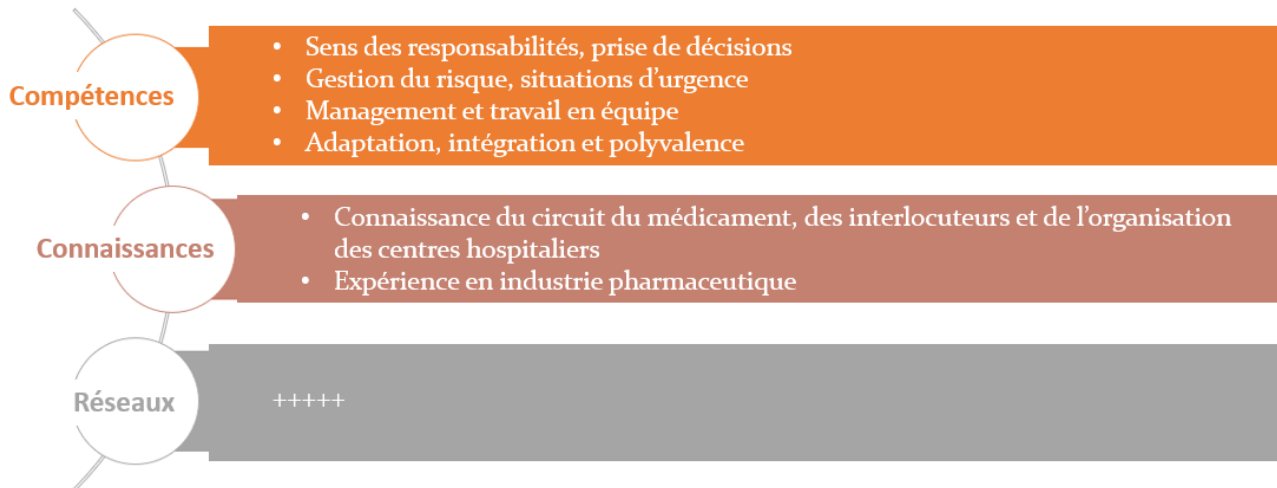 Compétences
• Sens des responsabilités, prise de décisions
• Gestion du risque, situations d’urgence
• Management et travail en équipe
• Adaptation, intégration et polyvalence
Connaissances
• Connaissance du circuit du médicament, des interlocuteurs et de l’organisation
des centres hospitaliers
• Expérience en industrie pharmaceutique
Réseaux
+++++